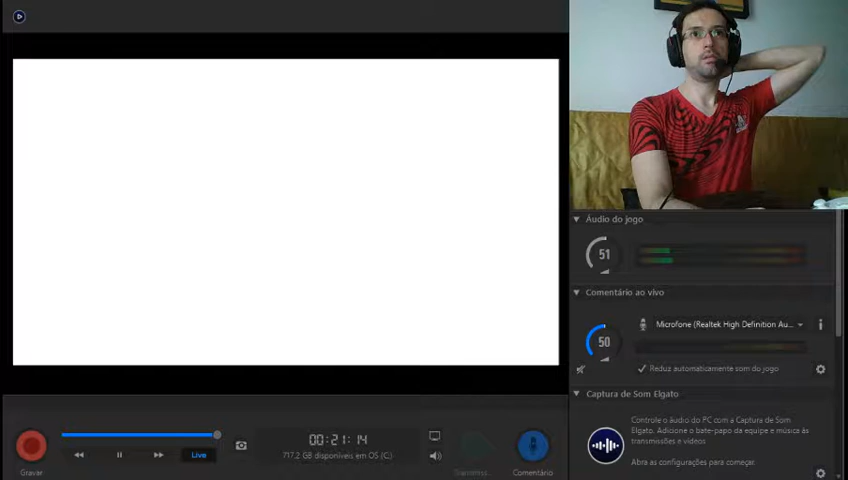 Áudio do jogo
51
Comentário ao vivo
Microfone (Realtek High Definition Au...
50
Reduz automaticamente som do jogo
Captura de Som Elgato
Controle o áudio do PC com a Captura de
Som Elgato. Adicione o bate-papo da equipe e música às
transmissões e vídeos
Abra as configurações para começar.
00:21:14
717.2 GB disponíveis em OS (C:)
Live
Gravar
Transmiss...
Comentário